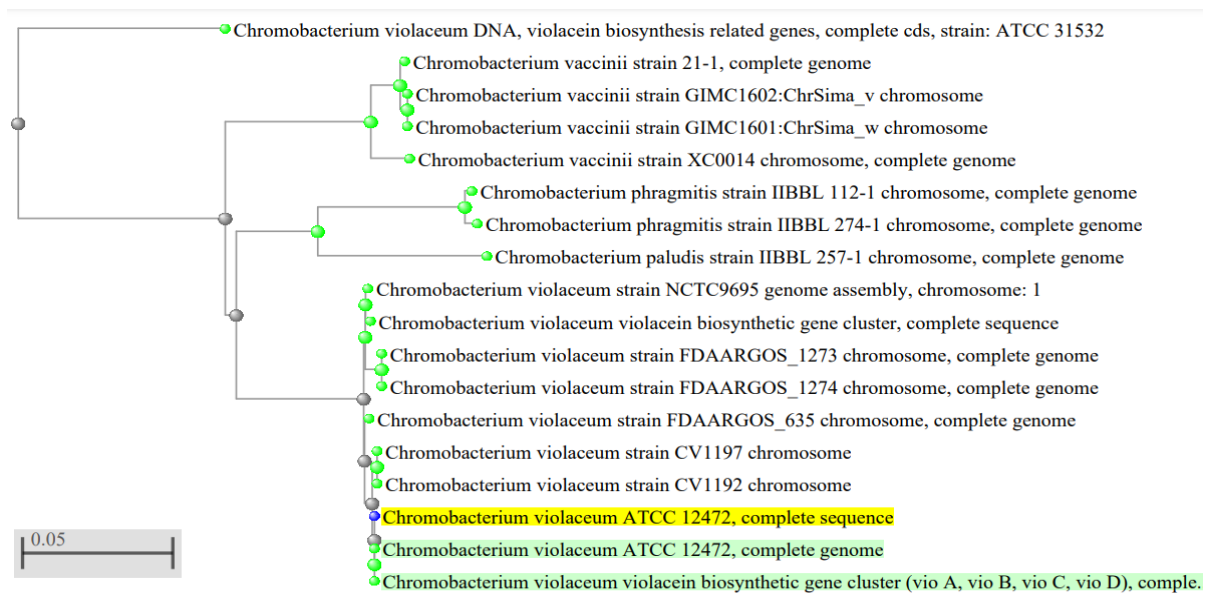 Chromobacterium violaceum DNA, violacein biosynthesis related genes, complete cds, strain: ATCC 31532
Chromobacterium vaccinii strain 21-1, complete genome
Chromobacterium vaccinii strain GIMC1602:ChrSima_v chromosome
Chromobacterium vaccinii strain GIMC1601:ChrSima_w chromosome
Chromobacterium vaccinii strain XC0014 chromosome, complete genome
Chromobacterium phragmitis strain IIBBL 112-1 chromosome, complete genome
Chromobacterium phragmitis strain IIBBL 274-1 chromosome, complete genome
Chromobacterium paludis strain IIBBL 257-1 chromosome, complete genome
Chromobacterium violaceum strain NCTC9695 genome assembly, chromosome: 1
Chromobacterium violaceum violacein biosynthetic gene cluster, complete sequence
Chromobacterium violaceum strain FDAARGOS_1273 chromosome, complete genome
Chromobacterium violaceum strain FDAARGOS_1274 chromosome, complete genome
Chromobacterium violaceum strain FDAARGOS_635 chromosome, complete genome
Chromobacterium violaceum strain CV1197 chromosome
Chromobacterium violaceum strain CV1192 chromosome
Chromobacterium violaceum ATCC 12472, complete sequence
Chromobacterium violaceum ATCC 12472, complete genome
Chromobacterium violaceum violacein biosynthetic gene cluster (vio A, vio B, vio C, vio D), comple.
0.05